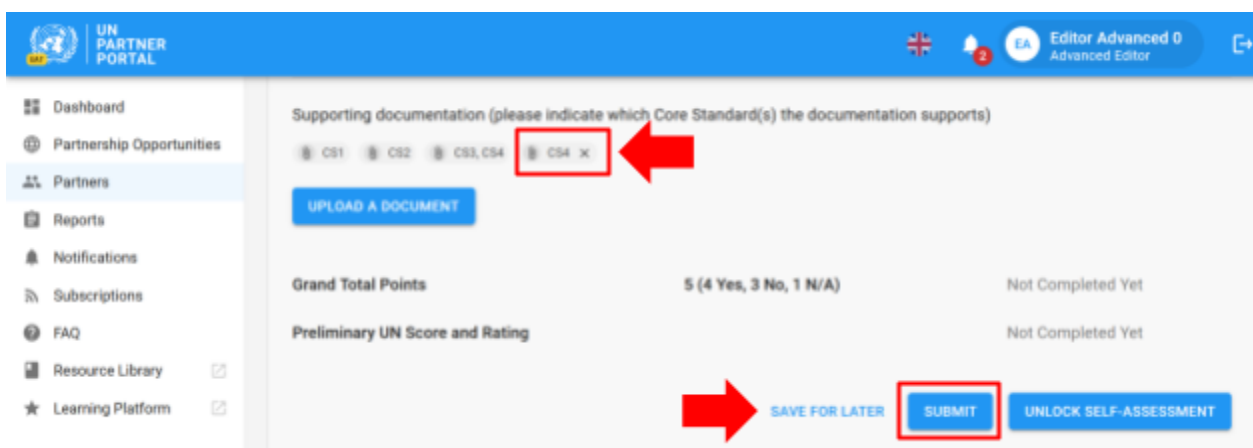 UN
PARTNER
PORTAL
UAT
2
EA
Editor Advanced 0
Advanced Editor
Dashboard
Partnership Opportunities
Partners
Reports
Notifications
Subscriptions
FAQ
Resource Library
Learning Platform
Supporting documentation (please indicate which Core Standard(s) the documentation supports)
CS1 CS2 CS3, CS4 CS4 ×
UPLOAD A DOCUMENT
Grand Total Points 5 (4 Yes, 3 No, 1 N/A) Not Completed Yet
Preliminary UN Score and Rating Not Completed Yet
SAVE FOR LATER SUBMIT UNLOCK SELF-ASSESSMENT